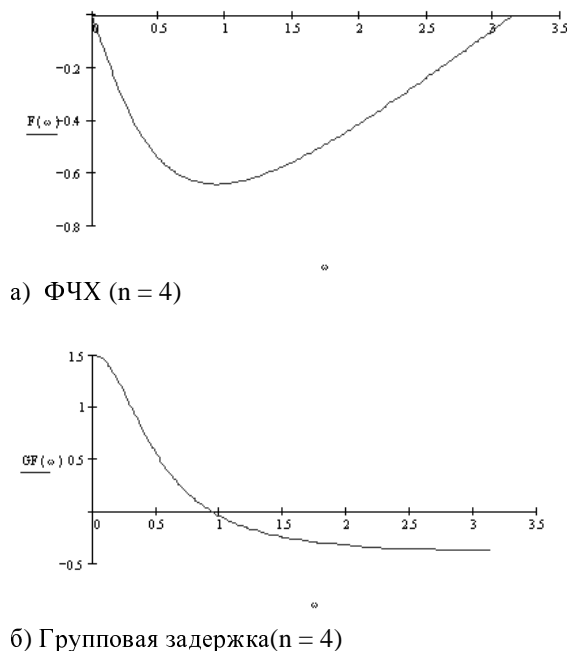 0 0.5 1 1.5 2 2.5 3 3.5
−0.2
F(ω) −0.4
−0.6
−0.8
ω
а) ФЧХ (n = 4)
1.5
1
GF(ω) 0.5
0 0.5 1 1.5 2 2.5 3 3.5
−0.5
ω
б) Групповая задержка(n = 4)